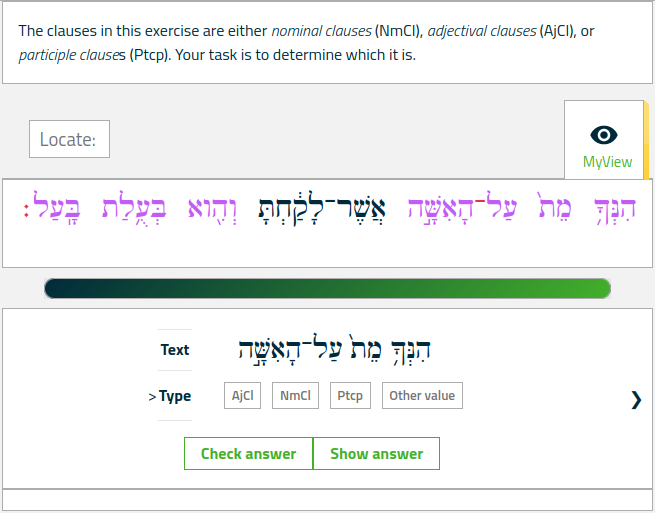 The clauses in this exercise are either nominal clauses (NmCl), adjectival clauses (AjCl), or
participle clauses (Ptcp). Your task is to determine which it is.
Locate:
MyView
הִנְּךָ֥ מֵת֙ עַל־הָאִשָּׁ֣ה אֲשֶׁר־לָקַ֔חְתָּ וְהִ֖וא בְּעֻ֥לַת בָּֽעַל׃
Text הִנְּךָ֥ מֵת֙ עַל־הָאִשָּׁ֣ה
> Type AjCl NmCl Ptcp Other value ❯
Check answer Show answer